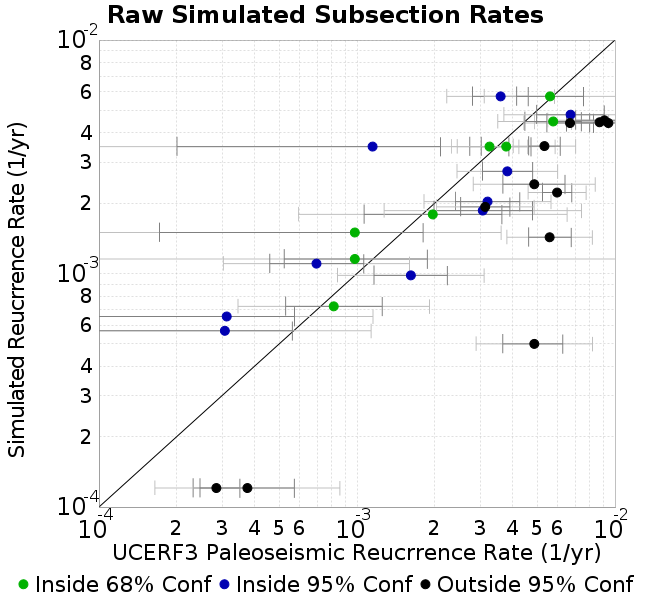 Raw Simulated Subsection Rates
Simulated Reucrrence Rate (1/yr)
10-2
8
6
4
3
2
10-3
8
6
4
3
2
10-4
10-4 2 3 4 5 6 10-3 2 3 4 5 6 10-2
UCERF3 Paleoseismic Reucrrence Rate (1/yr)
Inside 68% Conf Inside 95% Conf Outside 95% Conf